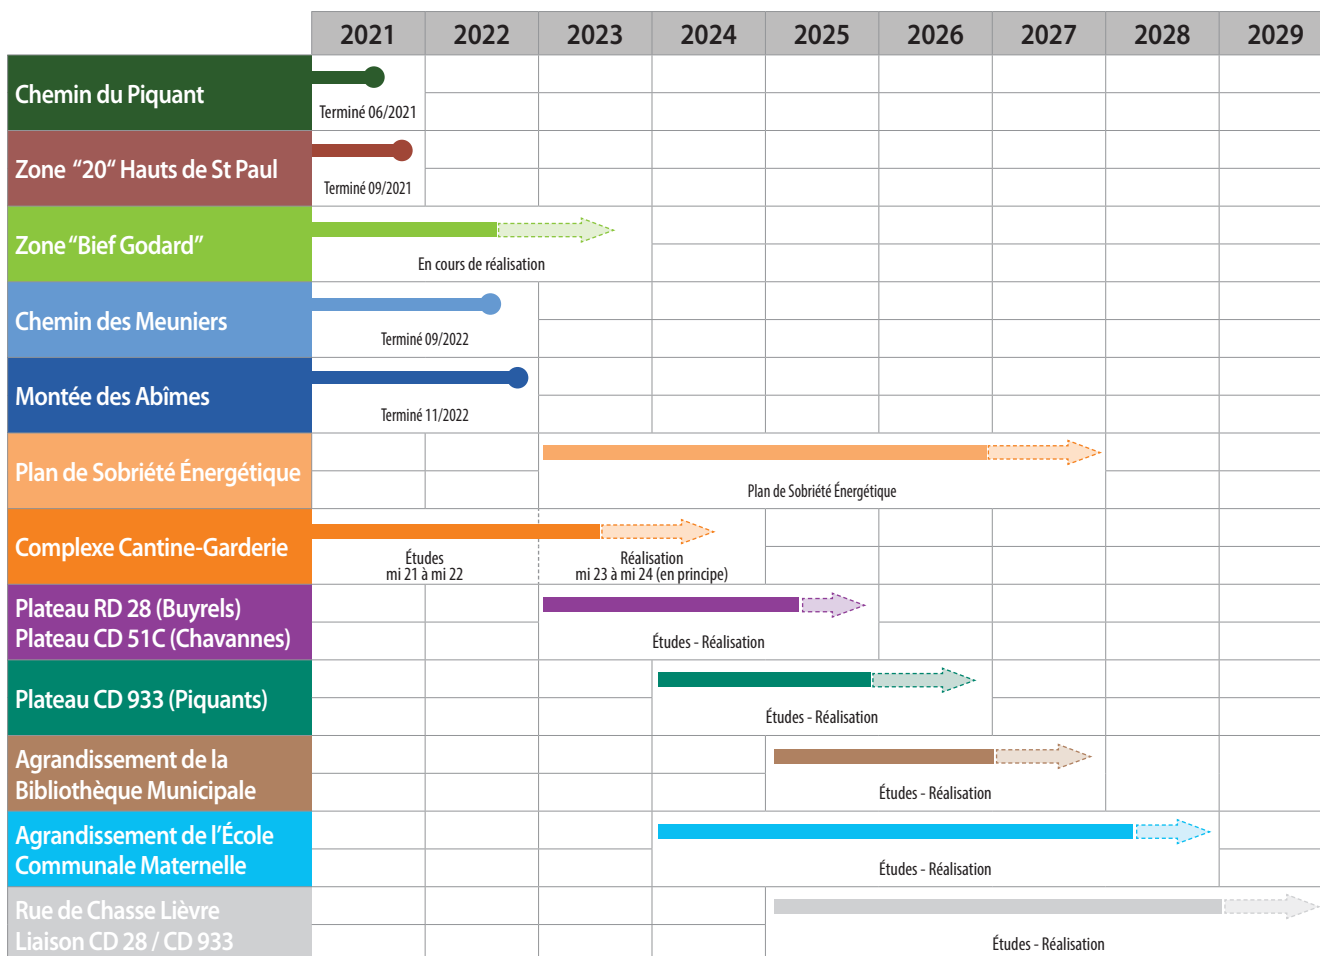 2021 2022 2023 2024 2025 2026 2027 2028 2029
Chemin du Piquant
Terminé 06/2021
Zone “20“ Hauts de St Paul
Terminé 09/2021
Zone “Bief Godard”
En cours de réalisation
Chemin des Meuniers
Terminé 09/2022
Montée des Abîmes
Terminé 11/2022
Plan de Sobriété Énergétique
Plan de Sobriété Énergétique
Complexe Cantine-Garderie
Études
mi 21 à mi 22
Réalisation
mi 23 à mi 24 (en principe)
Plateau RD 28 (Buyrels)
Plateau CD 51C (Chavannes)
Études - Réalisation
Plateau CD 933 (Piquants)
Études - Réalisation
Agrandissement de la
Bibliothèque Municipale
Études - Réalisation
Agrandissement de l’École
Communale Maternelle
Études - Réalisation
Rue de Chasse Lièvre
Liaison CD 28 / CD 933
Études - Réalisation